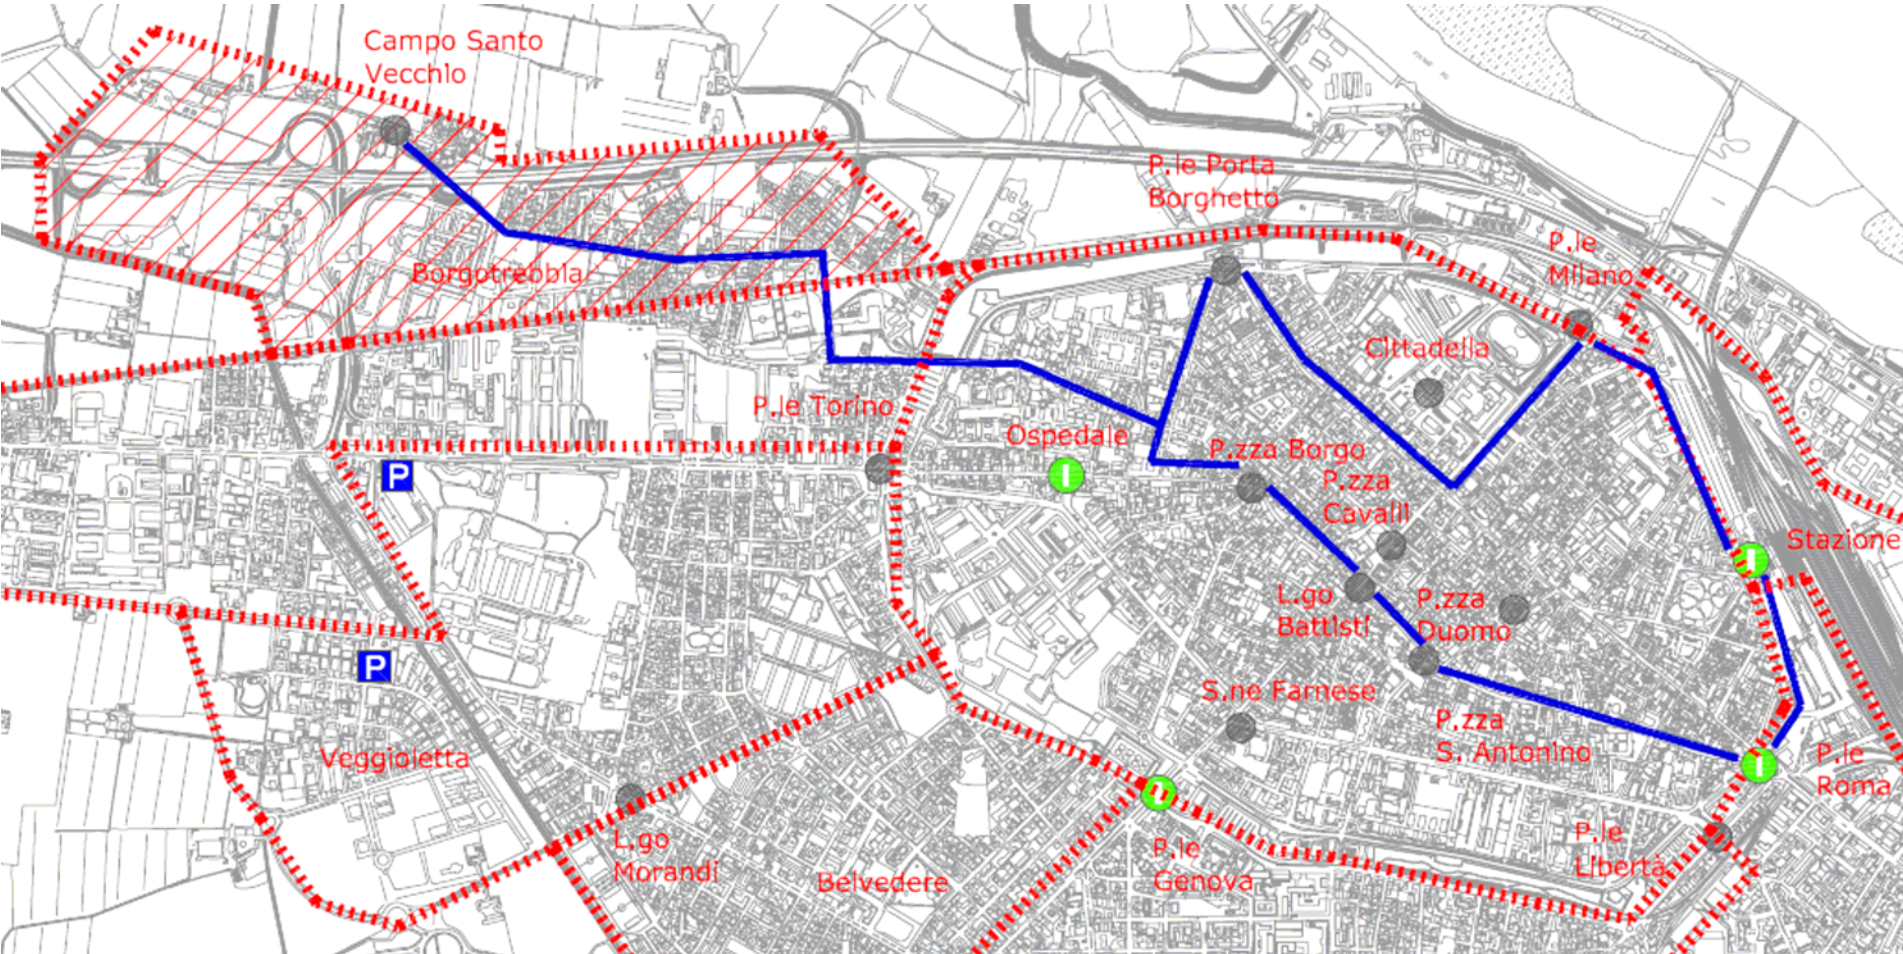 Campo Santo
Vecchio
P.le Porta
Borghetto
P.le
Milano
Borgotrebbia
Cittadella
P.le Torino
Ospedale
P.zza Borgo
P
P.zza
Cavalli
Stazione
L.go
Battisti
P.zza
Duomo
P
S.ne Farnese
P.zza
S. Antonino
Veggioletta
P.le
Roma
L.go
Morandi
Belvedere
P.le
Genova
P.le
Libertà